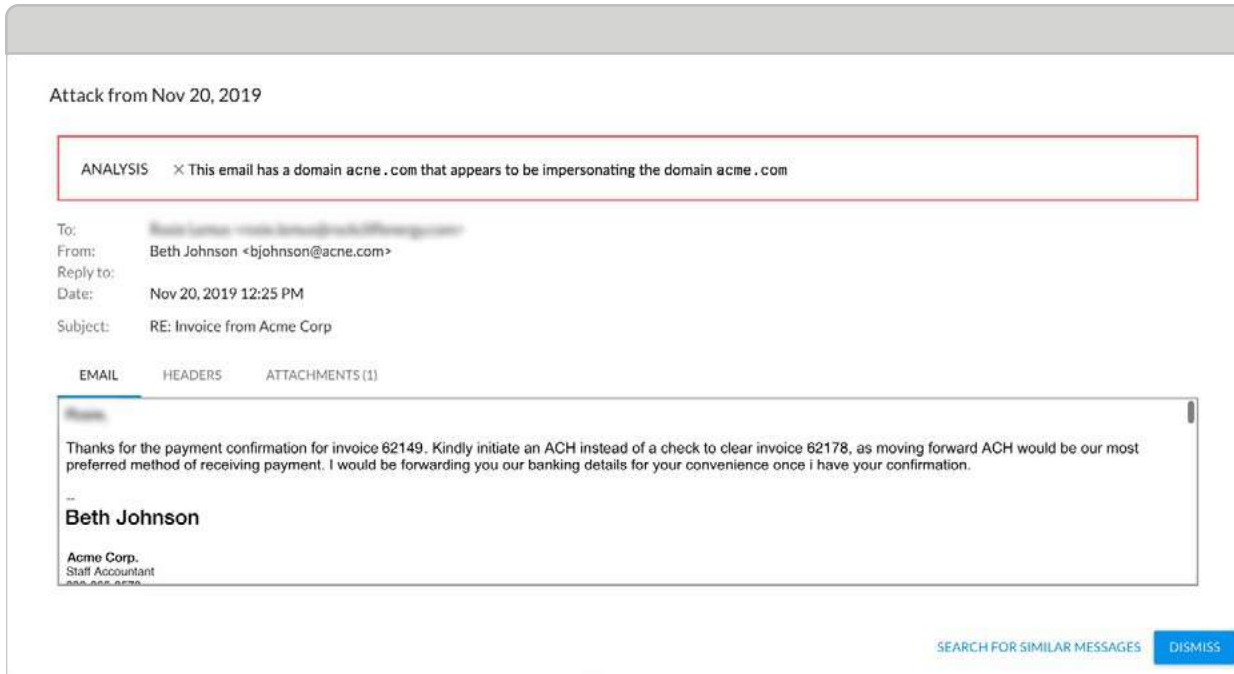 Attack from Nov 20, 2019
ANALYSIS × This email has a domain acne.com that appears to be impersonating the domain acme.com
To:
From: Beth Johnson <bjohnson@acne.com>
Reply to:
Date: Nov 20, 2019 12:25 PM
Subject: RE: Invoice from Acme Corp
EMAIL HEADERS ATTACHMENTS (1)
Thanks for the payment confirmation for invoice 62149. Kindly initiate an ACH instead of a check to clear invoice 62178, as moving forward ACH would be our most
preferred method of receiving payment. I would be forwarding you our banking details for your convenience once i have your confirmation.
--
Beth Johnson
Acme Corp.
Staff Accountant
SEARCH FOR SIMILAR MESSAGES DISMISS